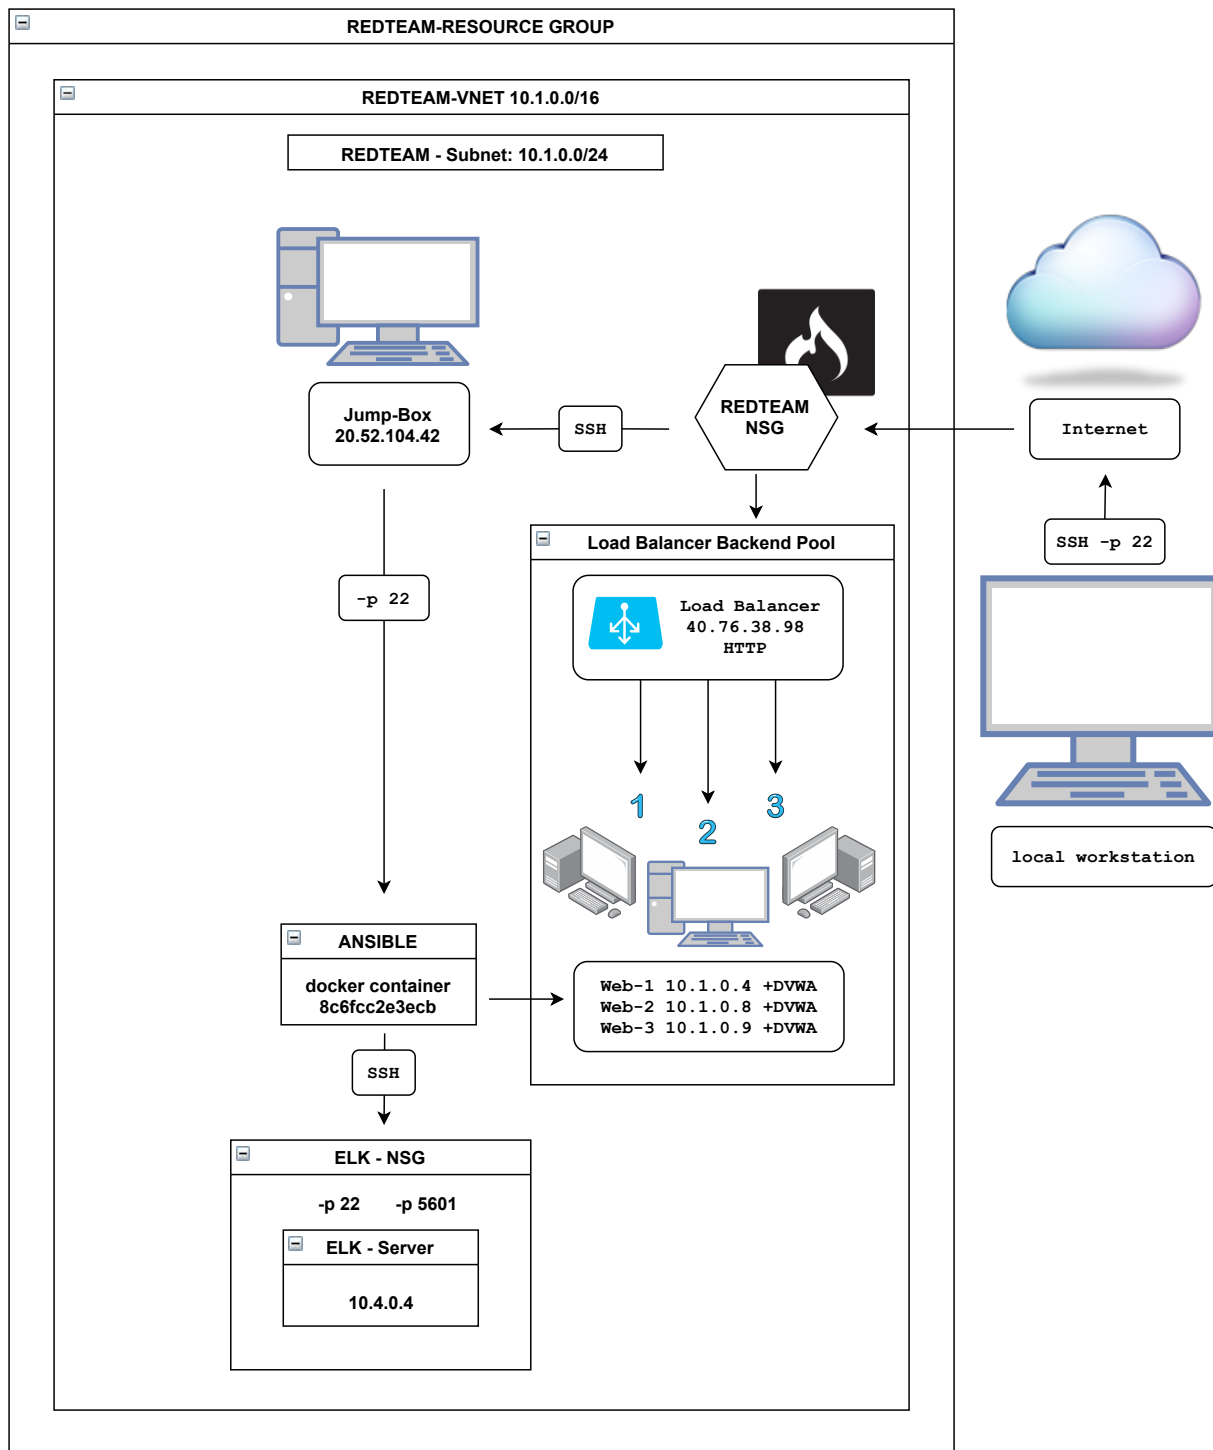 REDTEAM-RESOURCE GROUP
REDTEAM-VNET 10.1.0.0/16
REDTEAM - Subnet: 10.1.0.0/24
Jump-Box
20.52.104.42
SSH
REDTEAM
NSG
Internet
SSH -p 22
local workstation
-p 22
Load Balancer Backend Pool
Load Balancer
40.76.38.98
HTTP
1
2
3
Web-1 10.1.0.4 +DVWA
Web-2 10.1.0.8 +DVWA
Web-3 10.1.0.9 +DVWA
ANSIBLE
docker container
8c6fcc2e3ecb
SSH
ELK - NSG
-p 22 -p 5601
ELK - Server
10.4.0.4